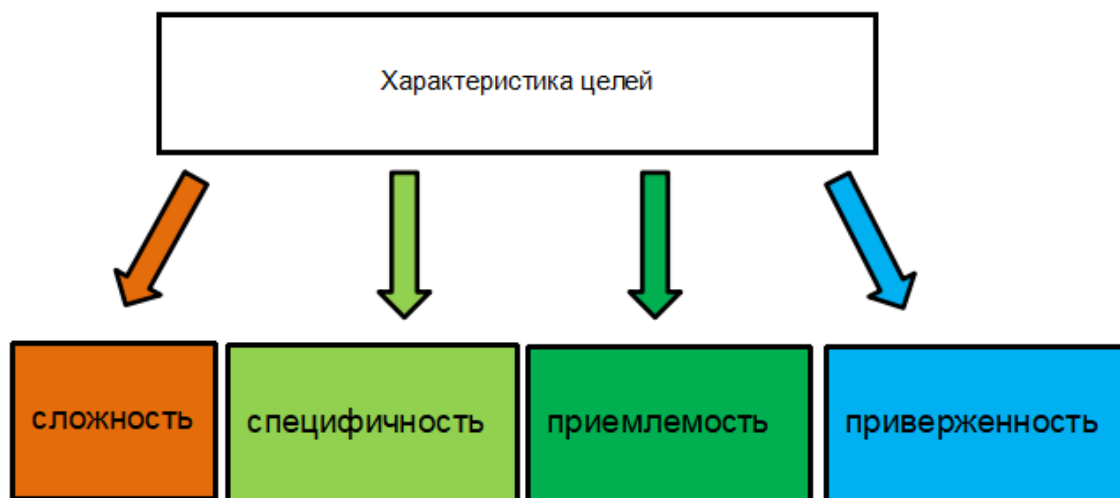 Характеристика целей
сложность
специфичность
приемлемость
приверженность